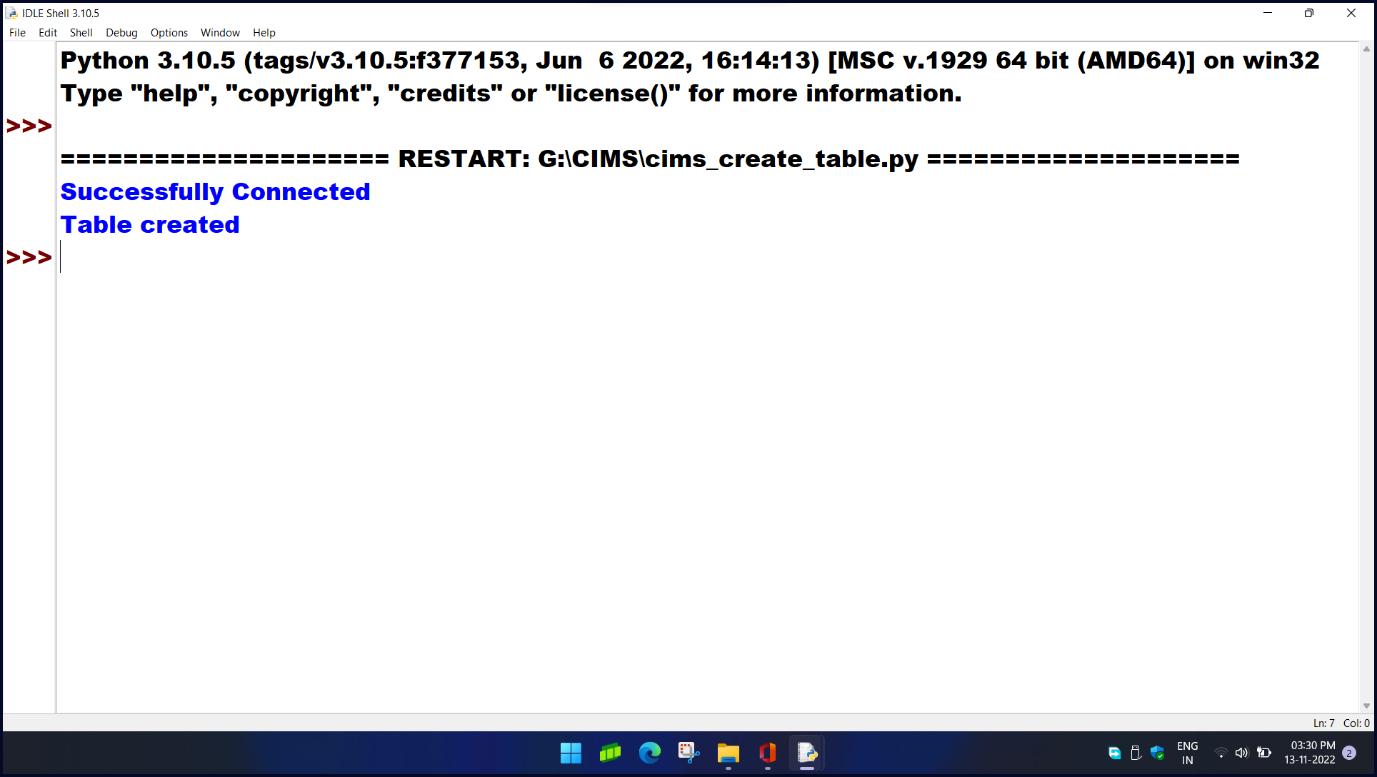 IDLE Shell 3.10.5
File Edit Shell Debug Options Window Help
Python 3.10.5 (tags/v3.10.5:f377153, Jun  6 2022, 16:14:13) [MSC v.1929 64 bit (AMD64)] on win32
Type "help", "copyright", "credits" or "license()" for more information.
>>>
===================== RESTART: G:\CIMS\cims_create_table.py ====================
Successfully Connected
Table created
>>>
Ln: 7 Col: 0
ENG 03:30 PM
IN 13-11-2022 2